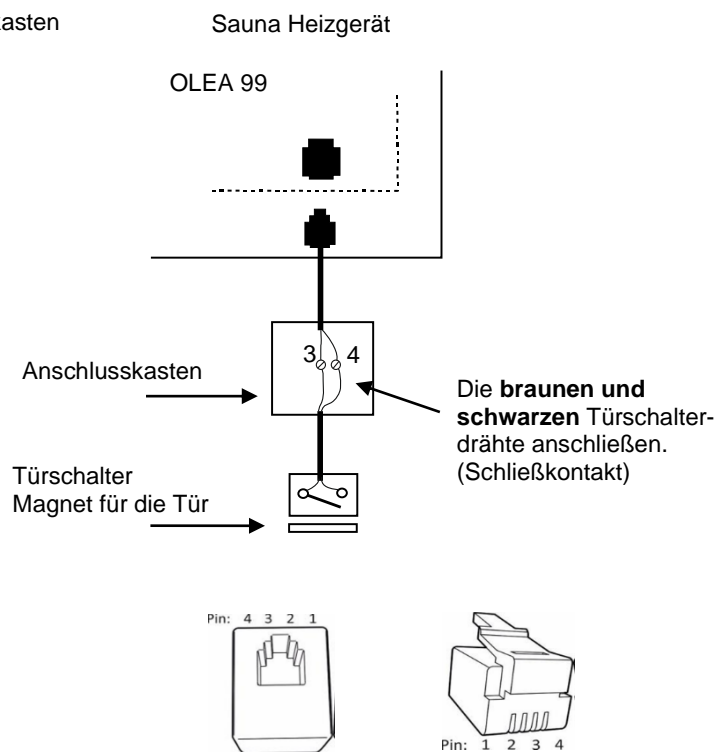 kasten
Sauna Heizgerät
OLEA 99
3 4
Anschlusskasten
Die braunen und
schwarzen Türschalter-
drähte anschließen.
(Schließkontakt)
Türschalter
Magnet für die Tür
Pin: 4 3 2 1
Pin: 1 2 3 4